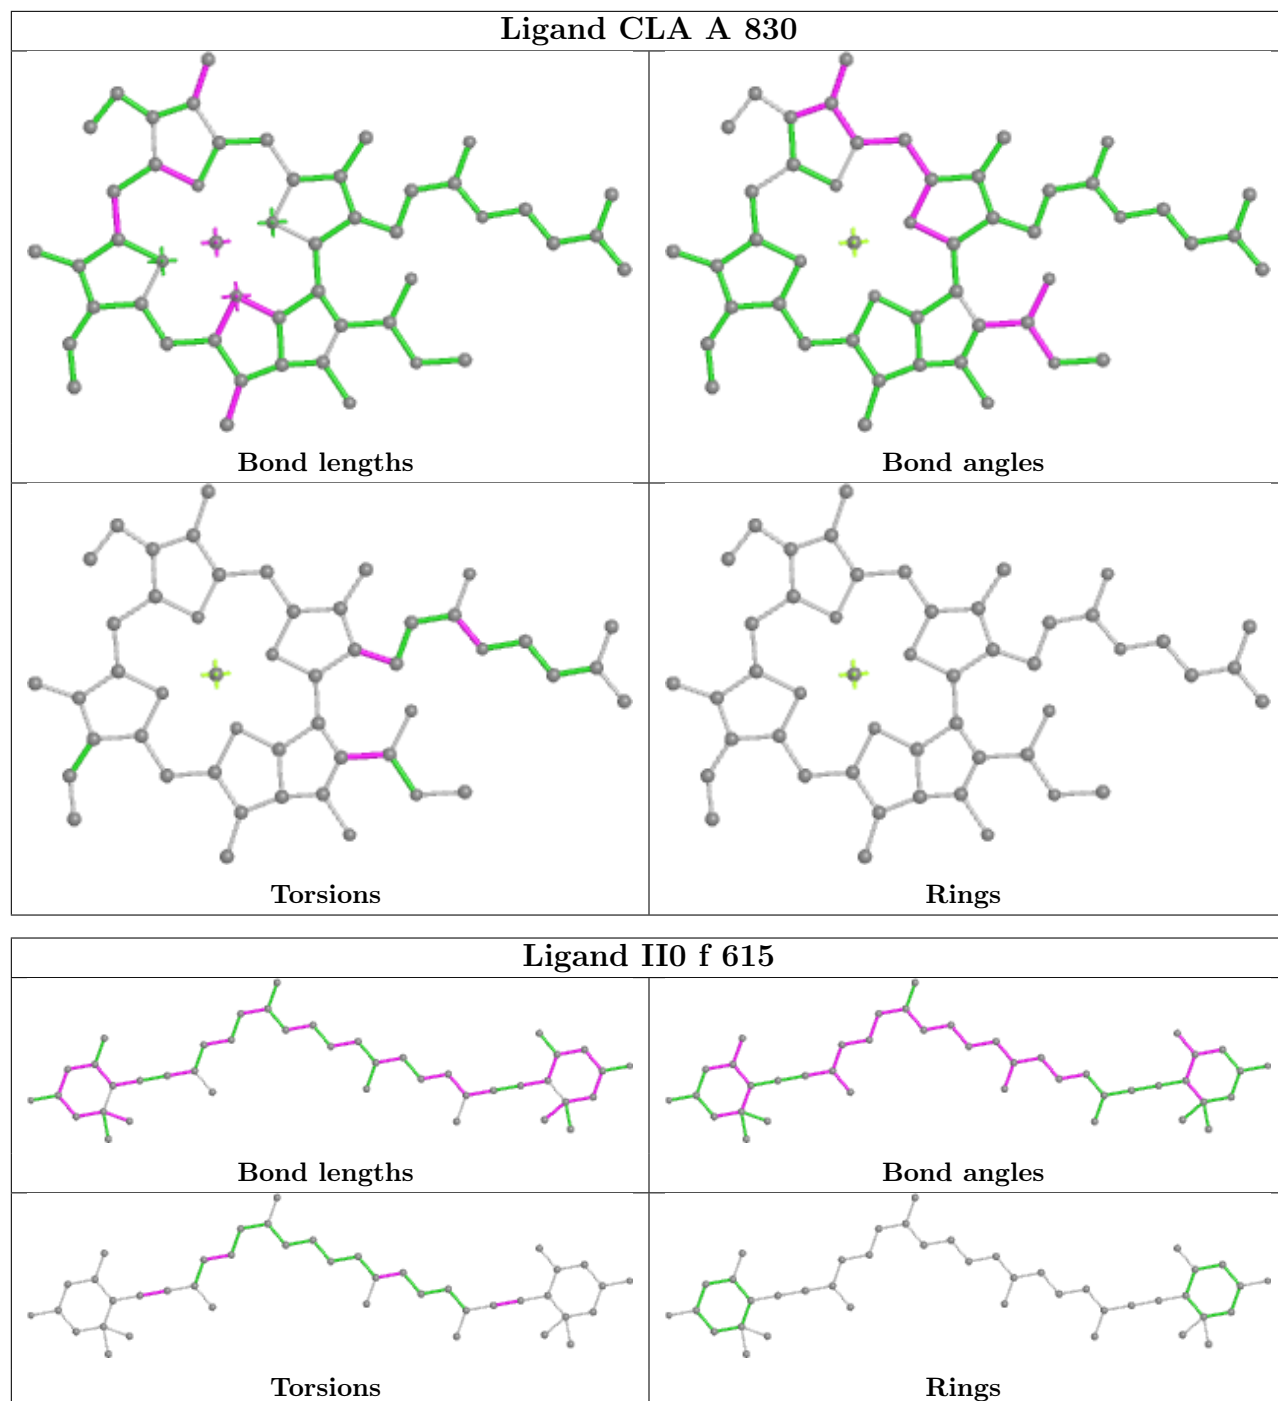 Ligand CLA A 830
Bond lengths
Bond angles
Torsions
Rings
Ligand II0 f 615
Bond lengths
Bond angles
Torsions
Rings